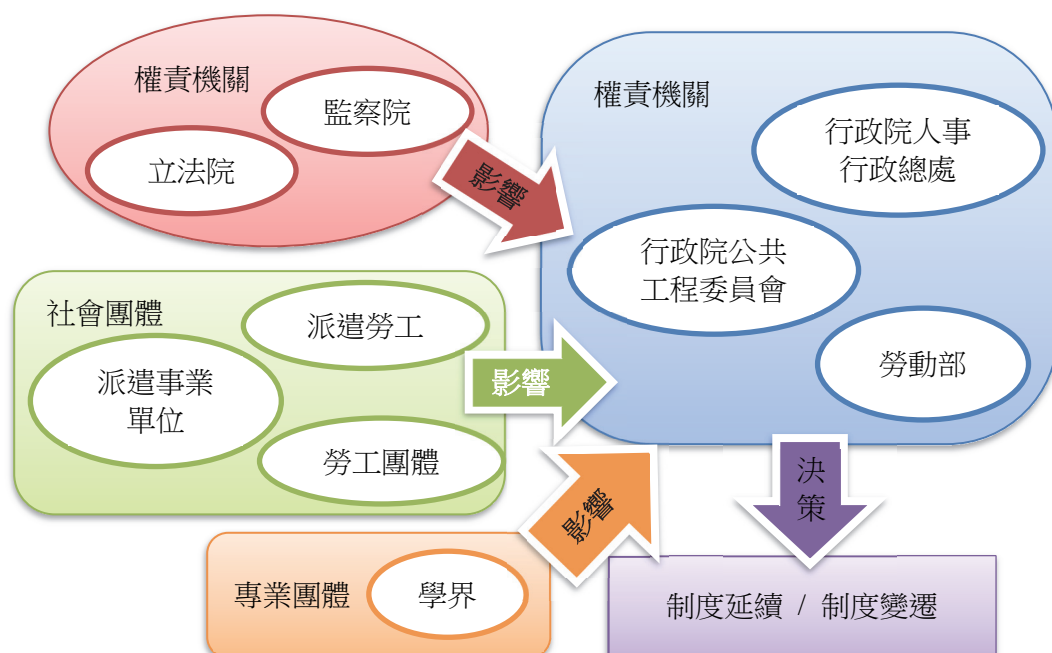 權責機關
監察院
立法院
影響
權責機關
行政院人事
行政總處
行政院公共
工程委員會
勞動部
社會團體
派遣勞工
派遣事業
單位
勞工團體
影響
專業團體
學界
影響
決
策
制度延續 / 制度變遷